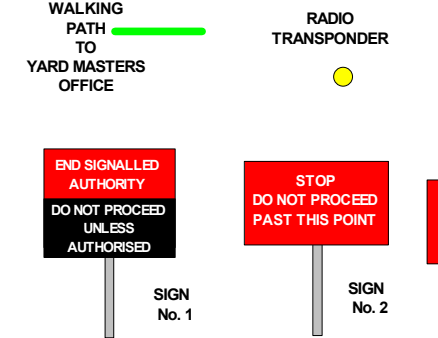 WALKING
PATH
TO
YARD MASTERS
OFFICE
RADIO
TRANSPONDER
END SIGNALLED
AUTHORITY
DO NOT PROCEED
UNLESS
AUTHORISED
SIGN
No. 1
STOP
DO NOT PROCEED
PAST THIS POINT
SIGN
No. 2